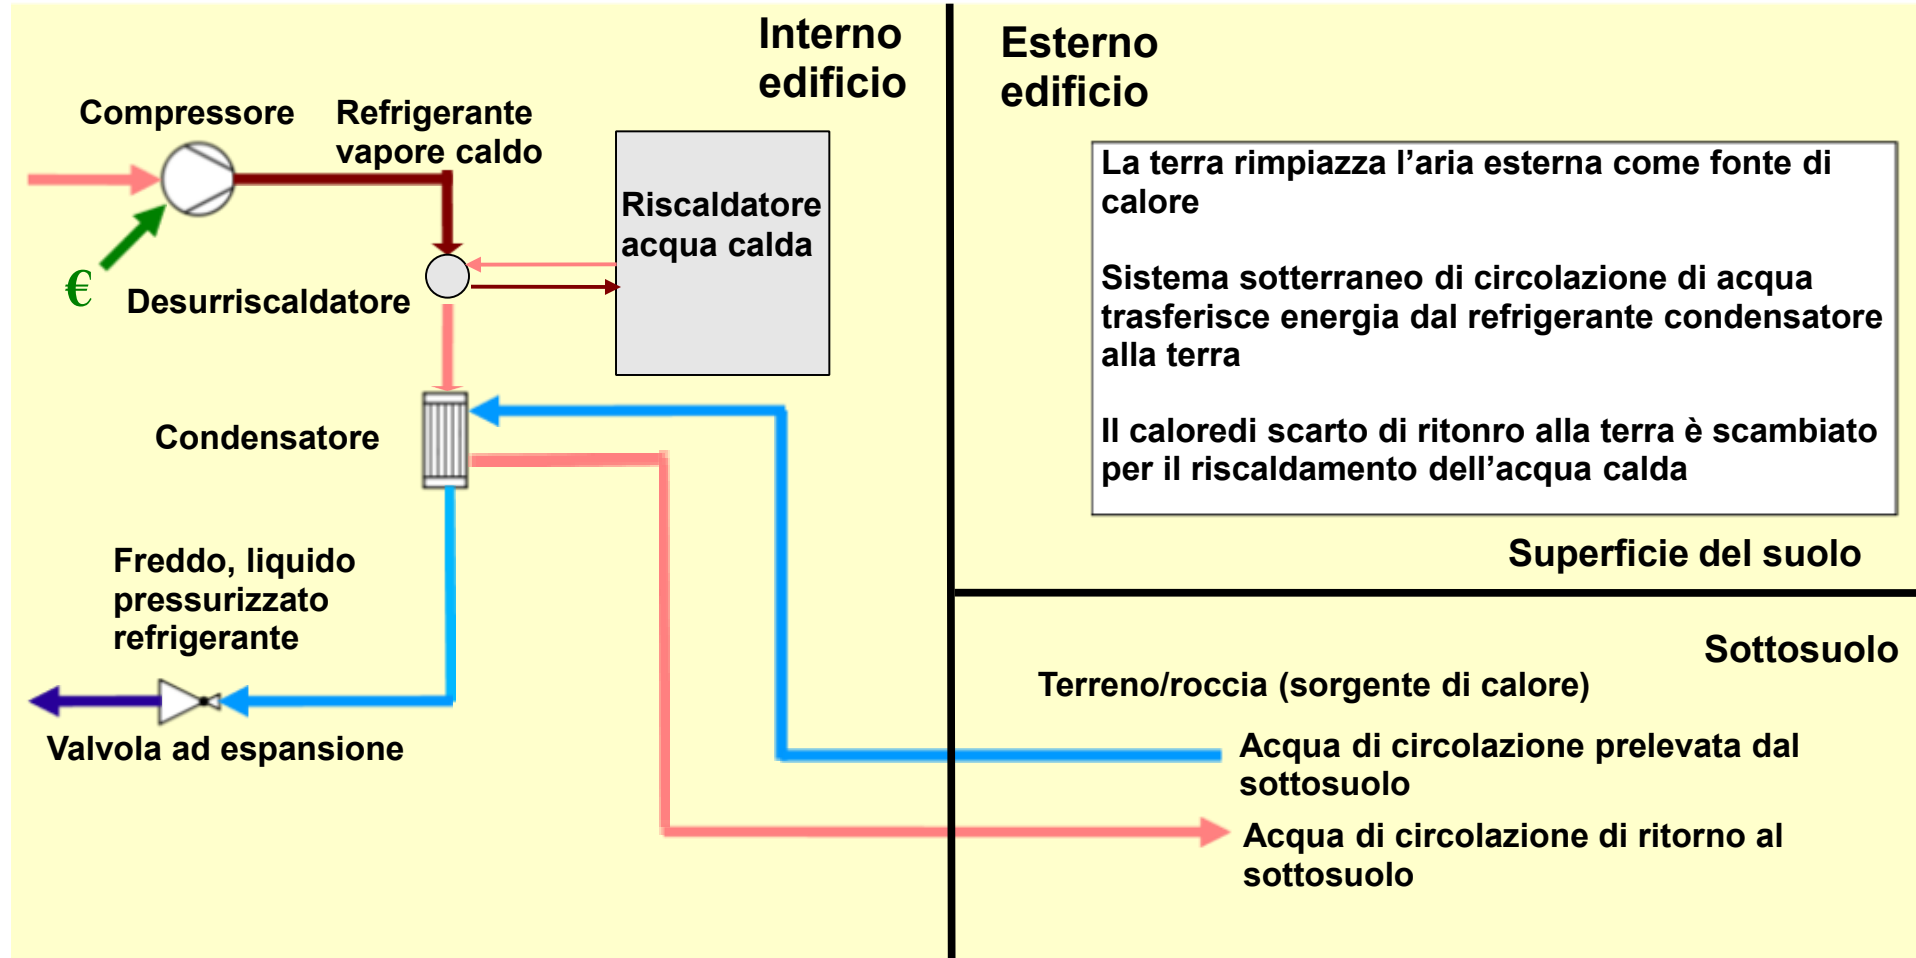 Interno
edificio
Esterno
edificio
Compressore
Refrigerante
vapore caldo
Riscaldatore
acqua calda
€
Desurriscaldatore
Condensatore
Freddo, liquido
pressurizzato
refrigerante
Valvola ad espansione
La terra rimpiazza l’aria esterna come fonte di
calore
Sistema sotterraneo di circolazione di acqua
trasferisce energia dal refrigerante condensatore
alla terra
Il caloredi scarto di ritonro alla terra è scambiato
per il riscaldamento dell’acqua calda
Superficie del suolo
Sottosuolo
Terreno/roccia (sorgente di calore)
Acqua di circolazione prelevata dal
sottosuolo
Acqua di circolazione di ritorno al
sottosuolo